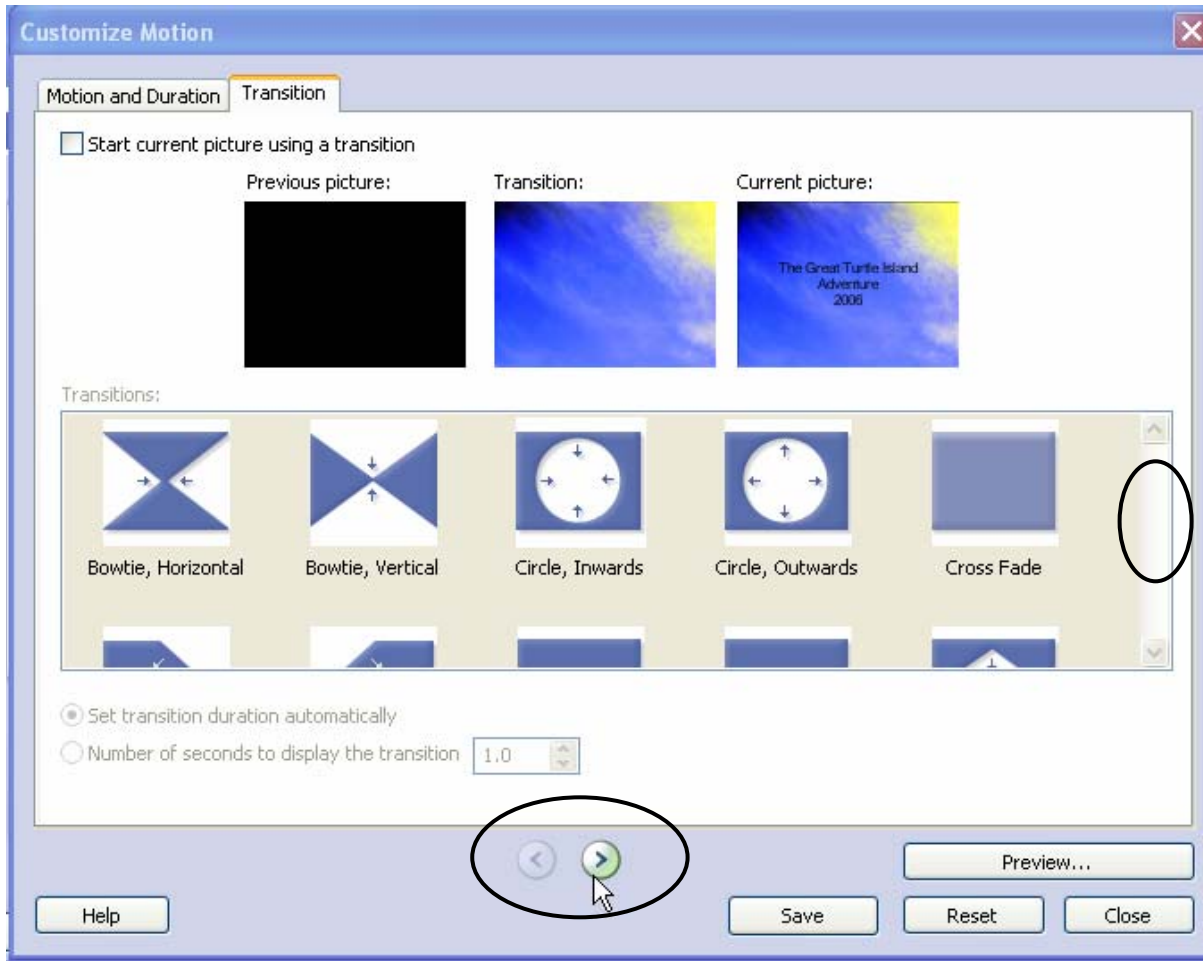 Customize Motion
Motion and Duration
Transition
Start current picture using a transition
Previous picture:
Transition:
Current picture:
The Great Turtle Island
Adventure
2006
Transitions:
Bowtie, Horizontal
Bowtie, Vertical
Circle, Inwards
Circle, Outwards
Cross Fade
Set transition duration automatically
Number of seconds to display the transition 1.0
Preview...
Help
Save
Reset
Close